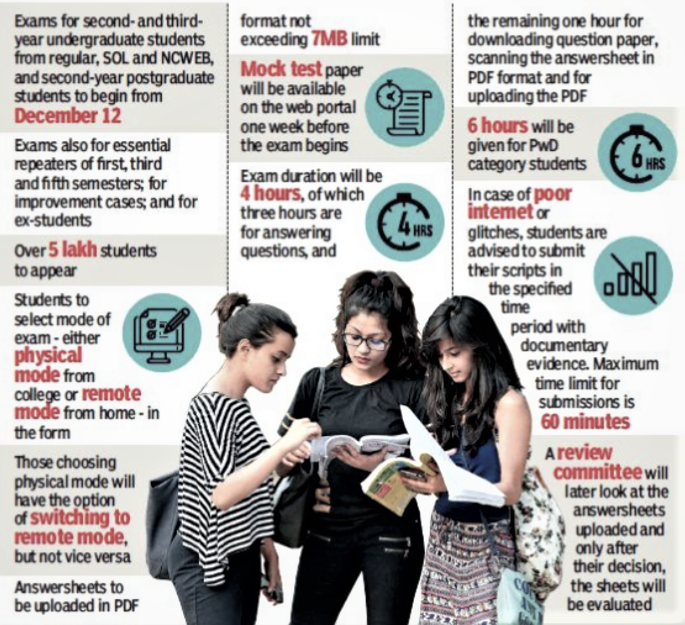 Exams for second- and third-
year undergraduate students
from regular, SOL and NCWEB,
and second-year postgraduate
students to begin from
December 12
Exams also for essential
repeaters of first, third
and fifth semesters; for
improvement cases; and for
ex-students
Over 5 lakh students
to appear
Students to
select mode of
exam - either
physical
mode from
college or remote
mode from home - in
the form
Those choosing
physical mode will
have the option
of switching to
remote mode,
but not vice versa
Answersheets to
be uploaded in PDF
format not
exceeding 7MB limit
Mock test paper
will be available
on the web portal
one week before
the exam begins
Exam duration will be
4 hours, of which
three hours are
for answering
questions, and
4 HRS
the remaining one hour for
downloading question paper,
scanning the answersheet in
PDF format and for
uploading the PDF
6 hours will be
given for PwD
category students
6 HRS
In case of poor
internet or
glitches, students are
advised to submit
their scripts in
the specified
time
period with
documentary
evidence. Maximum
time limit for
submissions is
60 minutes
A review
committee will
later look at the
answersheets
uploaded and
only after
their decision,
the sheets will
be evaluated